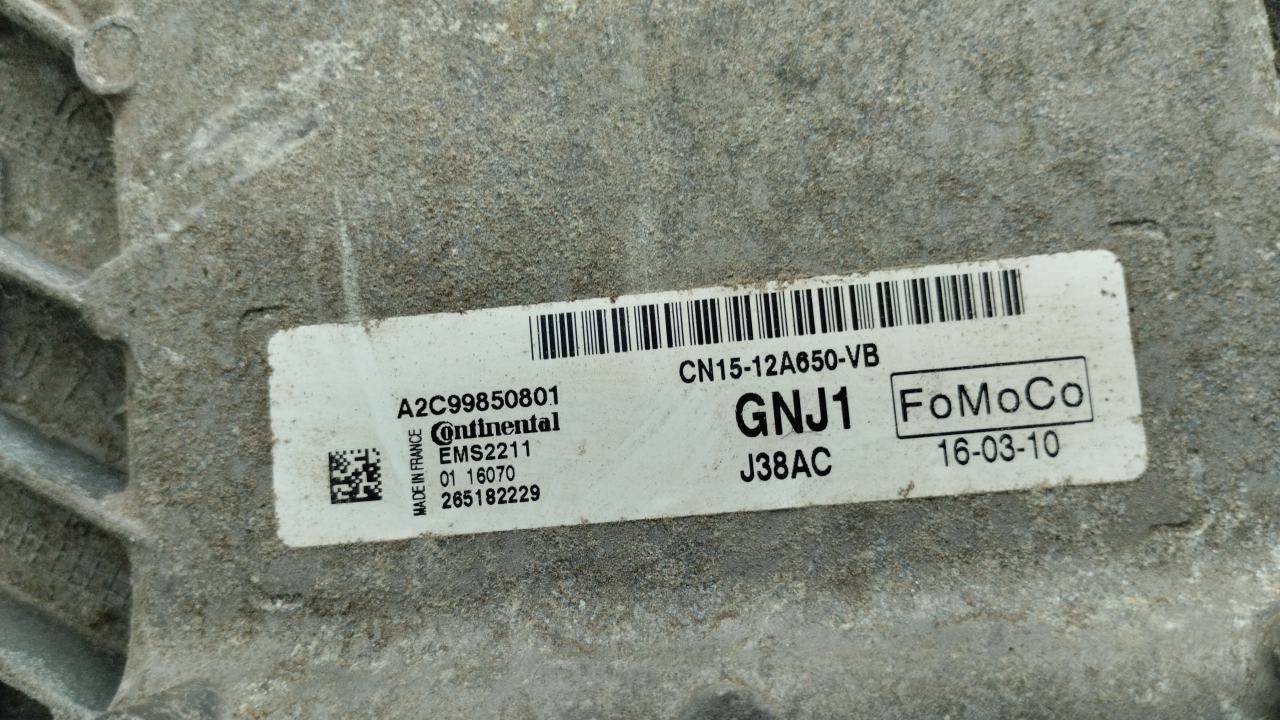 CN15-12A650-VB
A2C99850801
Continental
EMS2211
01 16070
265182229
MADE IN FRANCE
GNJ1
J38AC
FoMoCo
16-03-10